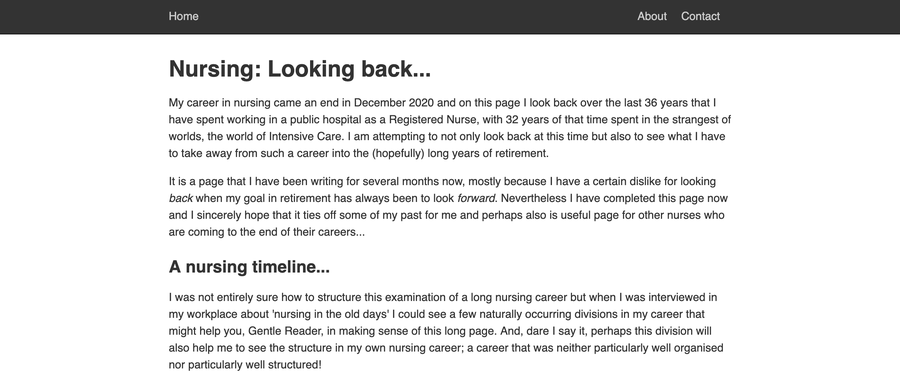 Home
About Contact
Nursing: Looking back...
My career in nursing came an end in December 2020 and on this page I look back over the last 36 years that I
have spent working in a public hospital as a Registered Nurse, with 32 years of that time spent in the strangest of
worlds, the world of Intensive Care. I am attempting to not only look back at this time but also to see what I have
to take away from such a career into the (hopefully) long years of retirement.
It is a page that I have been writing for several months now, mostly because I have a certain dislike for looking
back when my goal in retirement has always been to look forward. Nevertheless I have completed this page now
and I sincerely hope that it ties off some of my past for me and perhaps also is useful page for other nurses who
are coming to the end of their careers...
A nursing timeline...
I was not entirely sure how to structure this examination of a long nursing career but when I was interviewed in
my workplace about 'nursing in the old days' I could see a few naturally occurring divisions in my career that
might help you, Gentle Reader, in making sense of this long page. And, dare I say it, perhaps this division will
also help me to see the structure in my own nursing career; a career that was neither particularly well organised
nor particularly well structured!